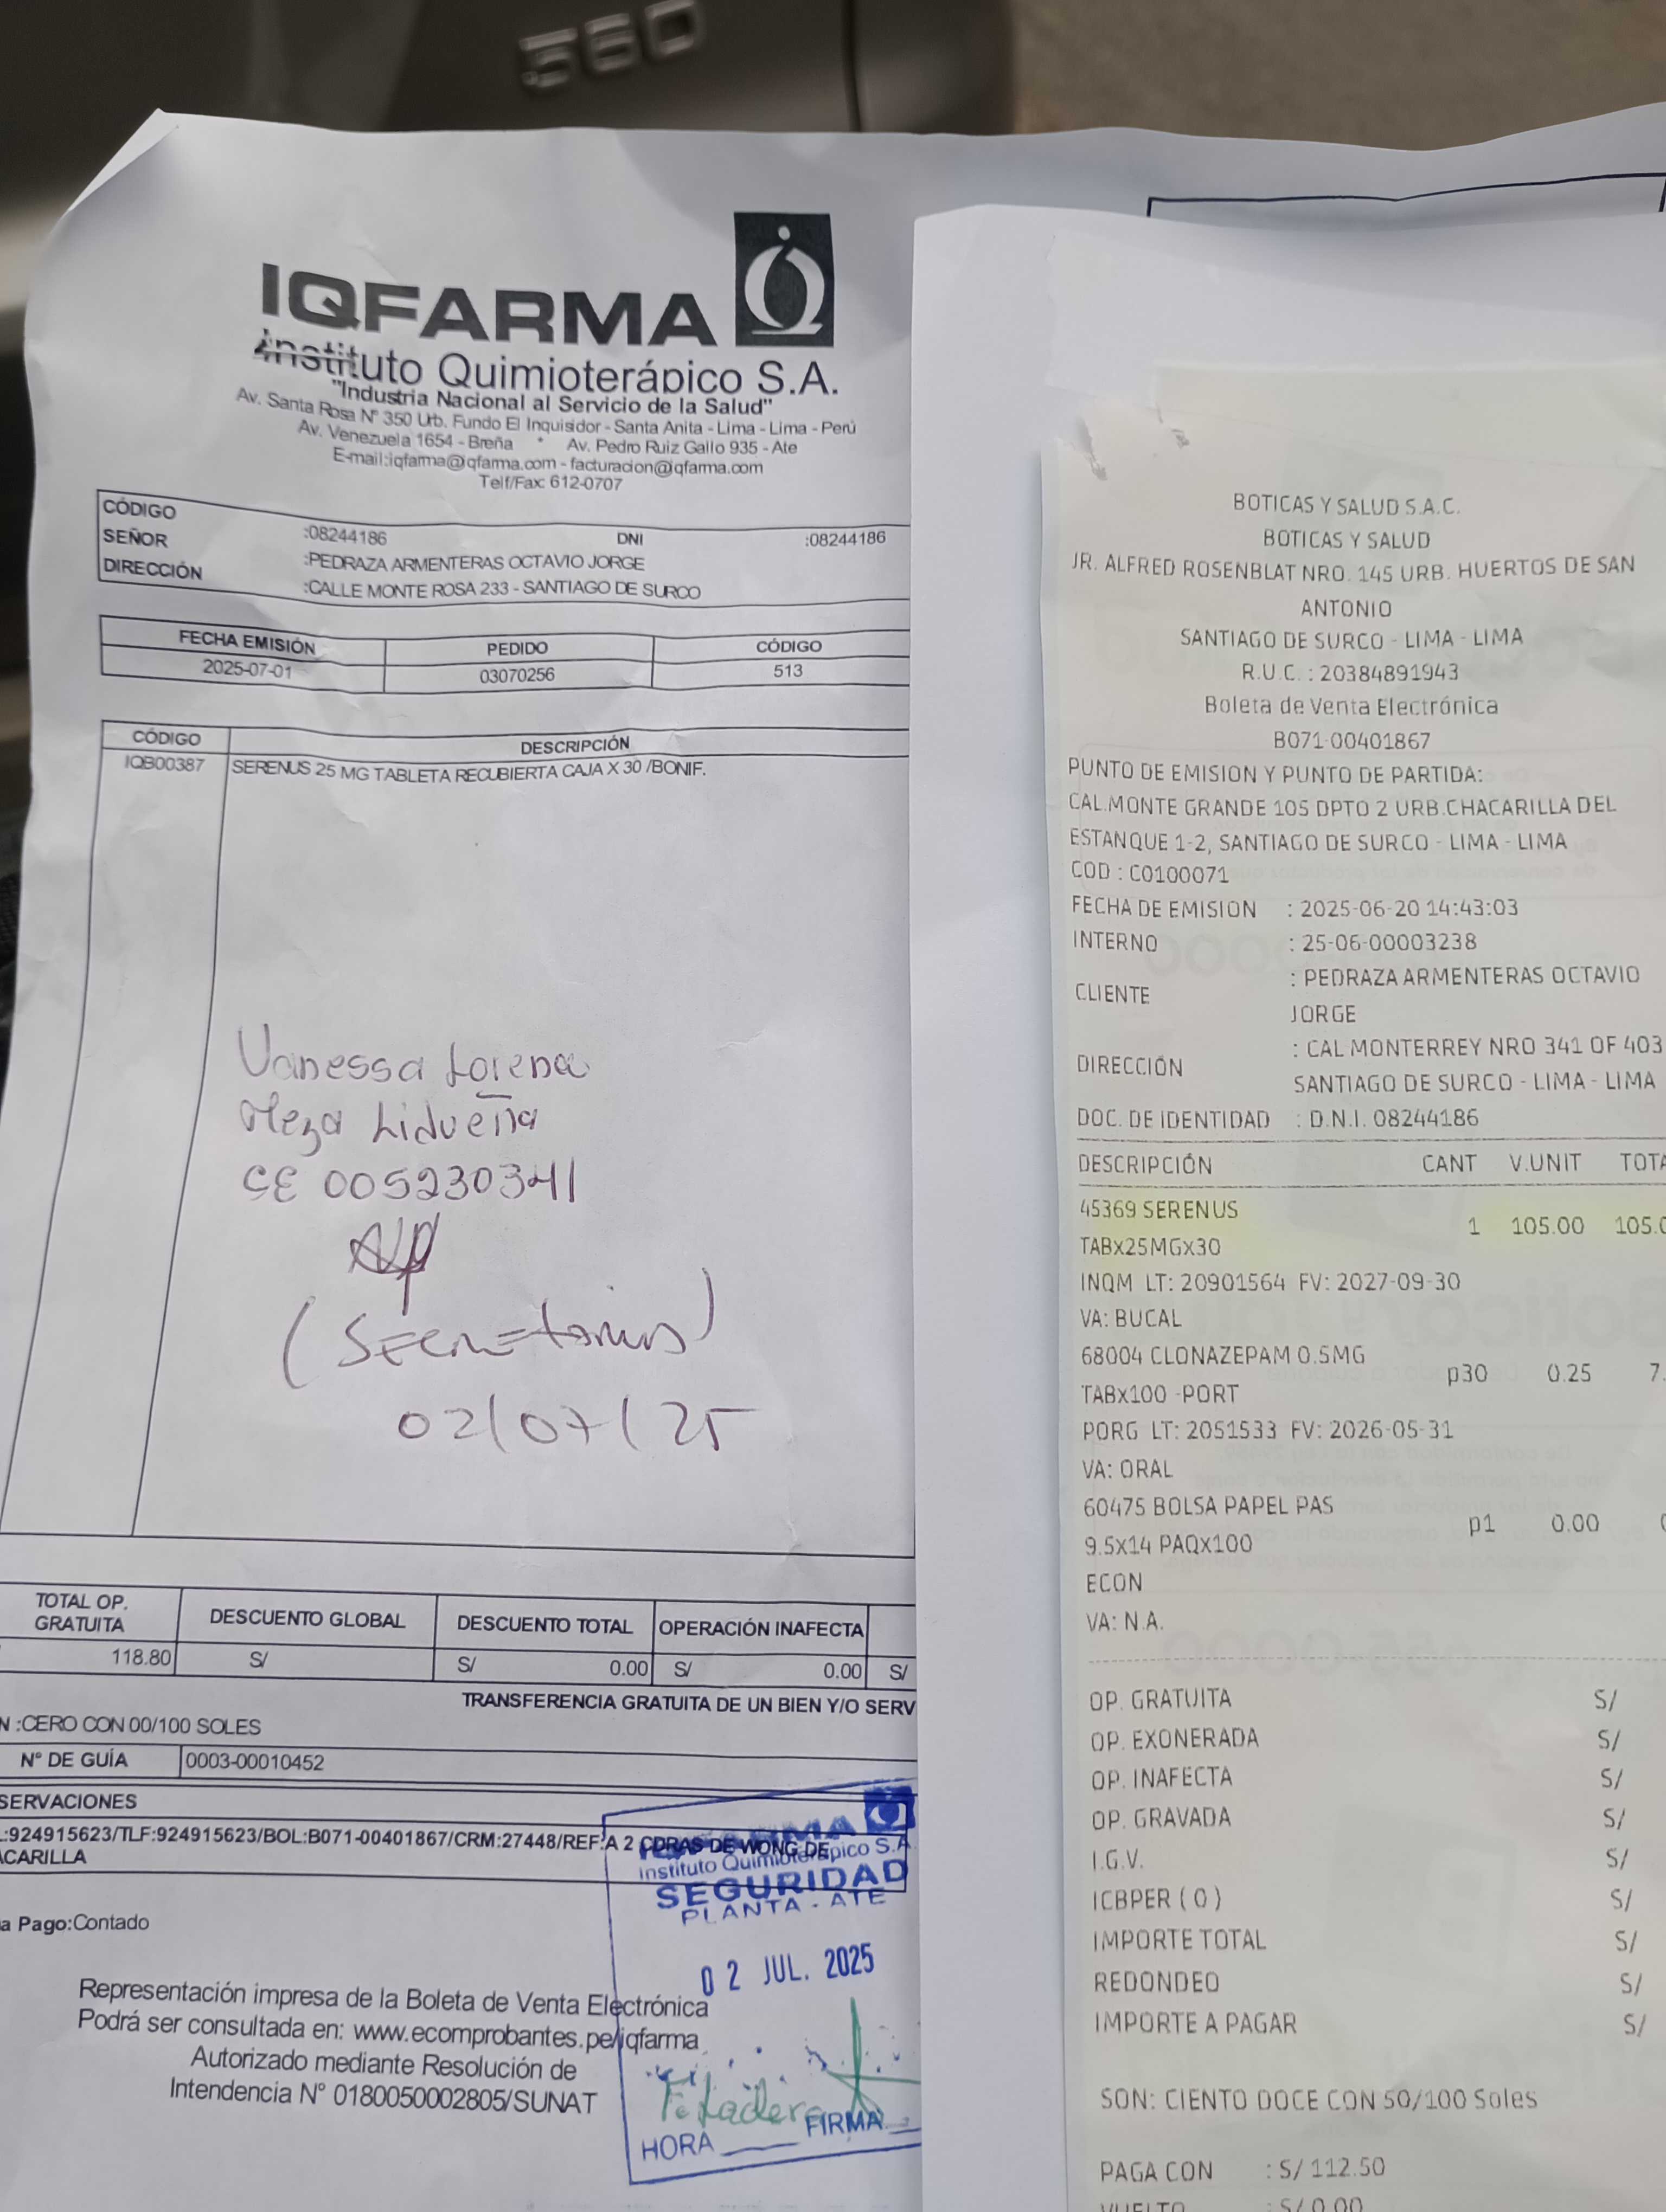 360
IQFARMA
Instituto Quimioterápico S.A.
"Industria Nacional al Servicio de la Salud"
Av. Santa Rosa N° 350 Urb. Fundo El Inquisidor - Santa Anita - Lima - Lima - Perú
Av. Venezuela 1654 - Breña * Av. Pedro Ruiz Gallo 935 - Ate
E-mail:iqfarma@iqfarma.com - facturacion@iqfarma.com
Telf/Fax: 612-0707
CÓDIGO :08244186 DNI :08244186
SEÑOR :PEDRAZA ARMENTERAS OCTAVIO JORGE
DIRECCIÓN :CALLE MONTE ROSA 233 - SANTIAGO DE SURCO
FECHA EMISIÓN PEDIDO CÓDIGO
2025-07-01 03070256 513
CÓDIGO DESCRIPCIÓN
IQB00387 SERENUS 25 MG TABLETA RECUBIERTA CAJA X 30 /BONIF.
Vanessa Lorena
Meza Lidueña
CE 005230341
(Secretaria)
02/07/25
TOTAL OP. GRATUITA DESCUENTO GLOBAL DESCUENTO TOTAL OPERACIÓN INAFECTA
118.80 S/ S/ 0.00 S/ 0.00 S/
TRANSFERENCIA GRATUITA DE UN BIEN Y/O SERV
N :CERO CON 00/100 SOLES
N° DE GUÍA 0003-00010452
SERVACIONES
.:924915623/TLF:924915623/BOL:B071-00401867/CRM:27448/REF:A 2 CDRAS DE WONG DE
ACARILLA
IQFARMA
Instituto Quimioterápico S.A
SEGURIDAD
PLANTA - ATE
02 JUL. 2025
HORA FIRMA
a Pago:Contado
Representación impresa de la Boleta de Venta Electrónica
Podrá ser consultada en: www.ecomprobantes.pe/iqfarma
Autorizado mediante Resolución de
Intendencia N° 0180050002805/SUNAT
BOTICAS Y SALUD S.A.C.
BOTICAS Y SALUD
JR. ALFRED ROSENBLAT NRO. 145 URB. HUERTOS DE SAN
ANTONIO
SANTIAGO DE SURCO - LIMA - LIMA
R.U.C. : 20384891943
Boleta de Venta Electrónica
B071-00401867
PUNTO DE EMISION Y PUNTO DE PARTIDA:
CAL.MONTE GRANDE 105 DPTO 2 URB.CHACARILLA DEL
ESTANQUE 1-2, SANTIAGO DE SURCO - LIMA - LIMA
COD : C0100071
FECHA DE EMISION : 2025-06-20 14:43:03
INTERNO : 25-06-00003238
CLIENTE : PEDRAZA ARMENTERAS OCTAVIO
JORGE
DIRECCIÓN : CAL MONTERREY NRO 341 OF 403
SANTIAGO DE SURCO - LIMA - LIMA
DOC. DE IDENTIDAD : D.N.I. 08244186
DESCRIPCIÓN CANT V.UNIT TOTA
45369 SERENUS 1 105.00 105.0
TABx25MGx30
INQM LT: 20901564 FV: 2027-09-30
VA: BUCAL
68004 CLONAZEPAM 0.5MG p30 0.25 7.
TABx100 -PORT
PORG LT: 2051533 FV: 2026-05-31
VA: ORAL
60475 BOLSA PAPEL PAS p1 0.00
9.5x14 PAQx100
ECON
VA: N.A.
OP. GRATUITA S/
OP. EXONERADA S/
OP. INAFECTA S/
OP. GRAVADA S/
I.G.V. S/
ICBPER ( 0 ) S/
IMPORTE TOTAL S/
REDONDEO S/
IMPORTE A PAGAR S/
SON: CIENTO DOCE CON 50/100 Soles
PAGA CON : S/ 112.50
VUELTO : S/ 0.00